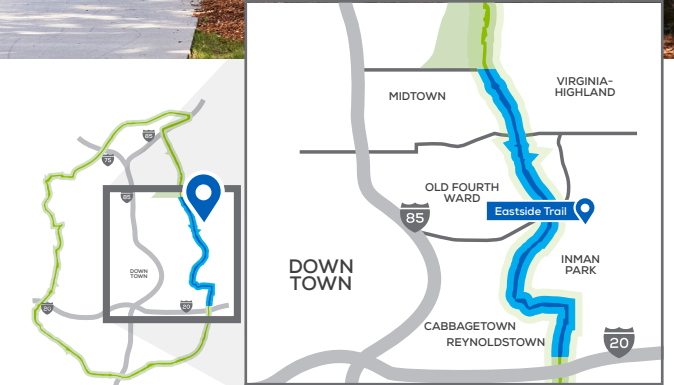 MIDTOWN
VIRGINIA-
HIGHLAND
OLD FOURTH
WARD
Eastside Trail
85
DOWN
TOWN
INMAN
PARK
CABBAGETOWN
REYNOLDSTOWN
20
85
75
85
DOWN
TOWN
20
20